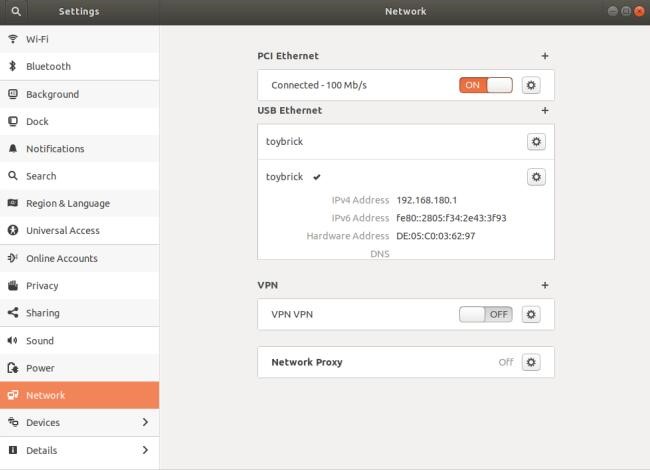 Settings
Network
Wi-Fi
Bluetooth
Background
Dock
Notifications
Search
Region & Language
Universal Access
Online Accounts
Privacy
Sharing
Sound
Power
Network
Devices
Details
PCI Ethernet
Connected - 100 Mb/s ON
USB Ethernet
toybrick
toybrick
IPv4 Address 192.168.180.1
IPv6 Address fe80::2805:f34:2e43:3f93
Hardware Address DE:05:C0:03:62:97
DNS
VPN
VPN VPN OFF
Network Proxy Off